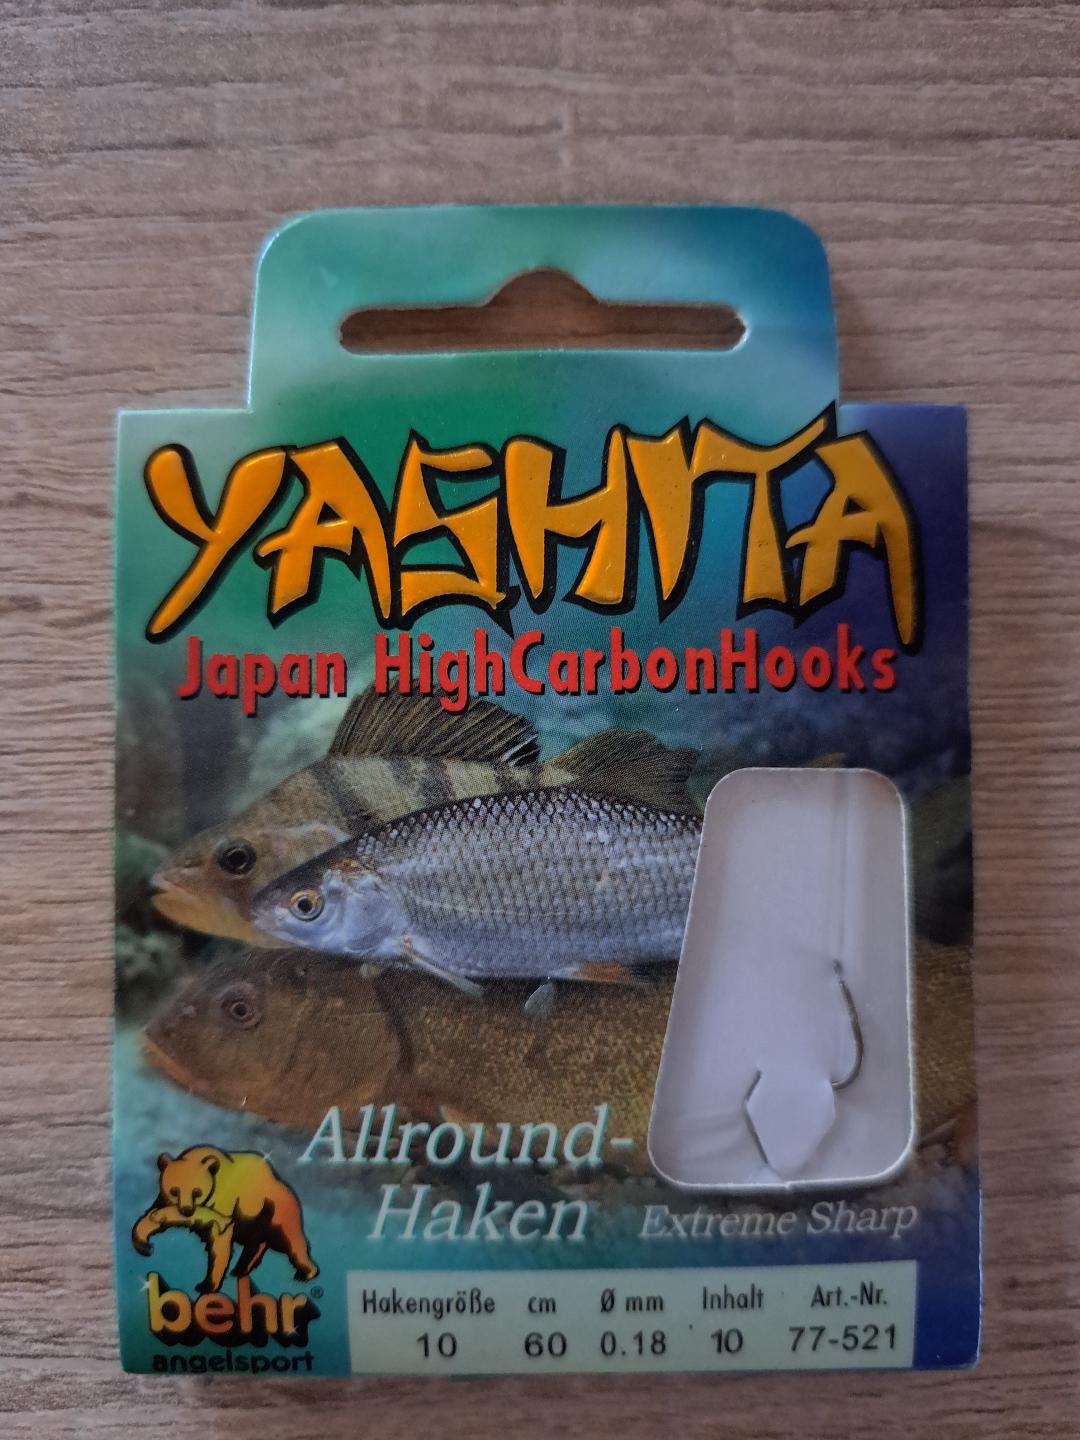 YASHITA
Japan HighCarbonHooks
Allround-
Haken
Extreme Sharp
behr®
angelsport
Hakengröße cm Ø mm Inhalt Art.-Nr.
10 60 0.18 10 77-521